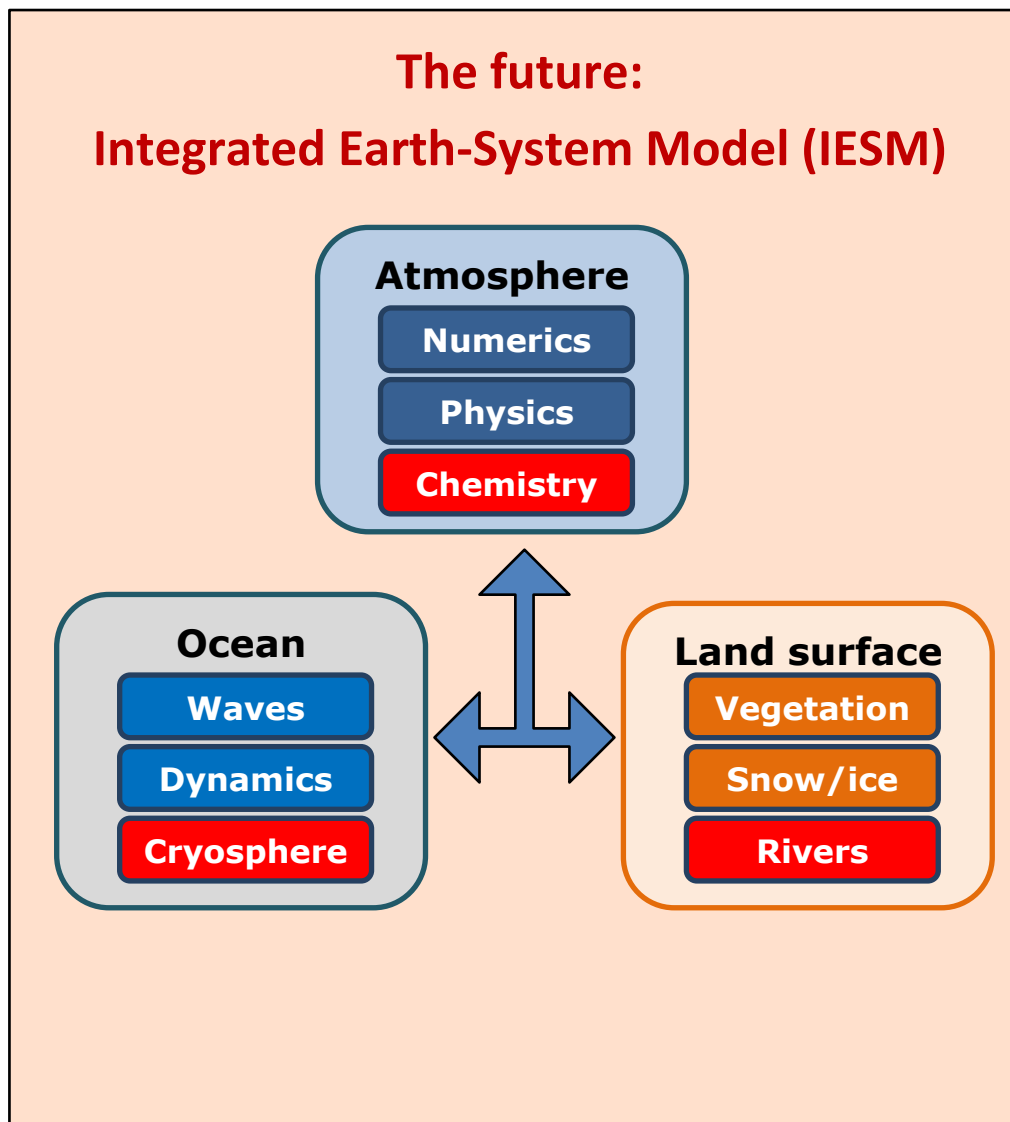 The future:
Integrated Earth-System Model (IESM)
Atmosphere
Numerics
Physics
Chemistry
Ocean
Waves
Dynamics
Cryosphere
Land surface
Vegetation
Snow/ice
Rivers